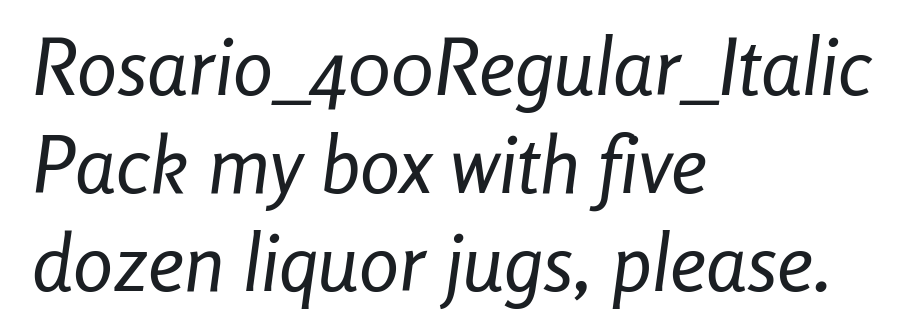 Rosario_400Regular_Italic
Pack my box with five
dozen liquor jugs, please.